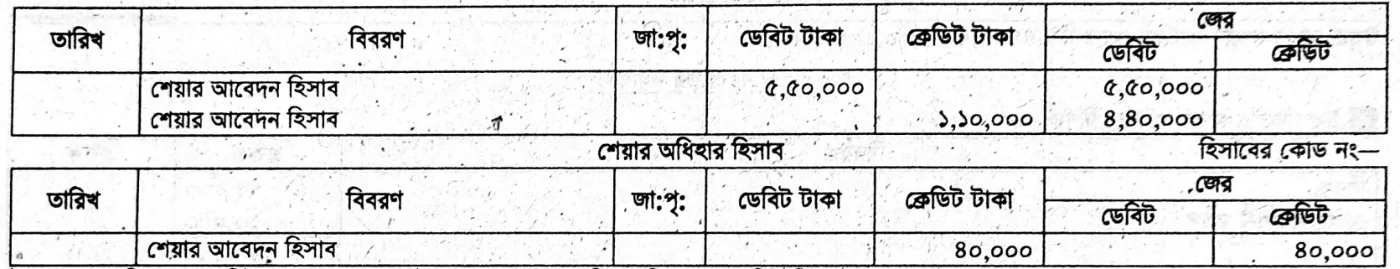 তারিখ বিবরণ জা:পৃ: ডেবিট টাকা ক্রেডিট টাকা জের
ডেবিট ক্রেডিট
শেয়ার আবেদন হিসাব ৫,৫০,০০০ ৫,৫০,০০০
শেয়ার আবেদন হিসাব ১,১০,০০০ ৪,৪০,০০০
শেয়ার অধিহার হিসাব হিসাবের কোড নং—
তারিখ বিবরণ জা:পৃ: ডেবিট টাকা ক্রেডিট টাকা জের
ডেবিট ক্রেডিট
শেয়ার আবেদন হিসাব ৪০,০০০ ৪০,০০০